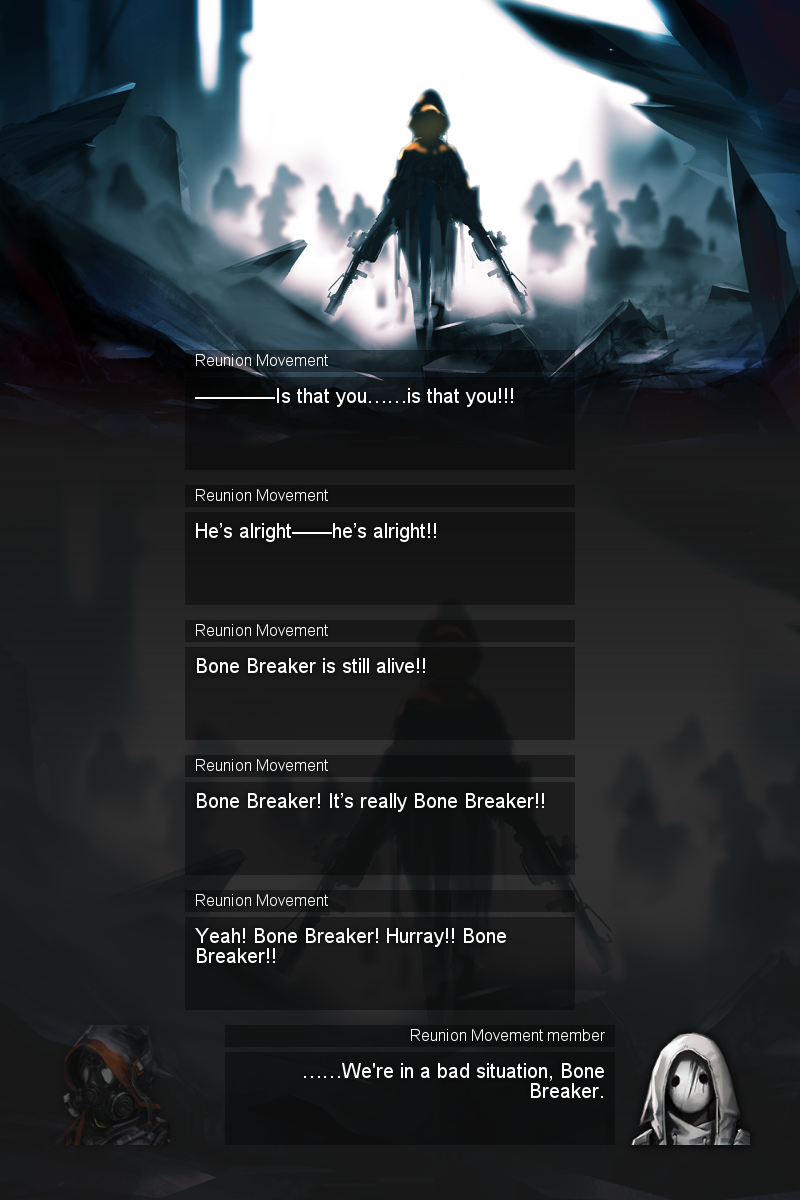 Reunion Movement
————Is that you……is that you!!!
Reunion Movement
He’s alright——he’s alright!!
Reunion Movement
Bone Breaker is still alive!!
Reunion Movement
Bone Breaker! It’s really Bone Breaker!!
Reunion Movement
Yeah! Bone Breaker! Hurray!! Bone
Breaker!!
Reunion Movement member
……We're in a bad situation, Bone
Breaker.